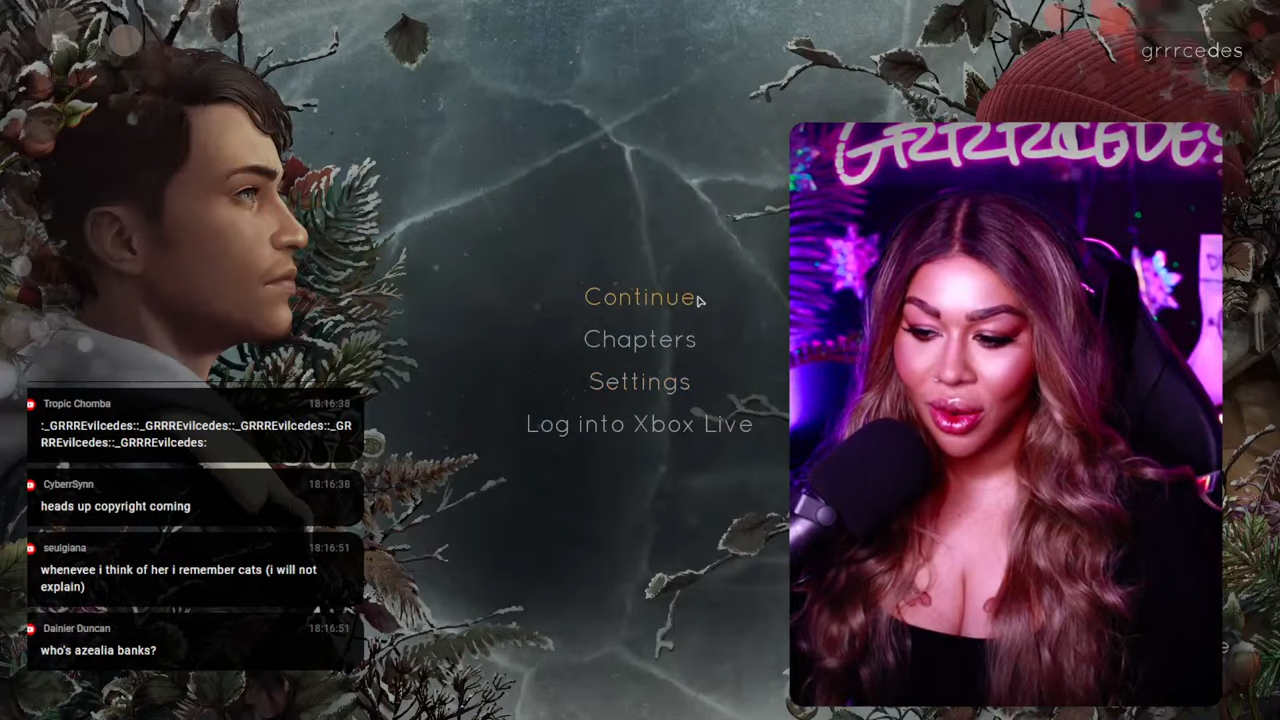 grrrcedes
GRRRRCEDES
Continue
Chapters
Settings
Log into Xbox Live
Tropic Chomba 18:16:38
:_GRRREvilcedes::_GRRREvilcedes::_GRRREvilcedes::_GR
RREvilcedes::_GRRREvilcedes:
CyberrSynn 18:16:38
heads up copyright coming
seulgiana 18:16:51
whenevee i think of her i remember cats (i will not
explain)
Dainier Duncan 18:16:51
who's azealia banks?